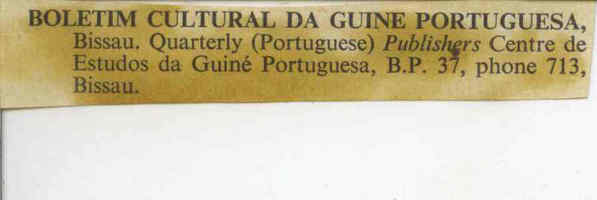 BOLETIM CULTURAL DA GUINE PORTUGUESA,
Bissau. Quarterly (Portuguese) Publishers Centre de
Estudos da Guiné Portuguesa, B.P. 37, phone 713,
Bissau.